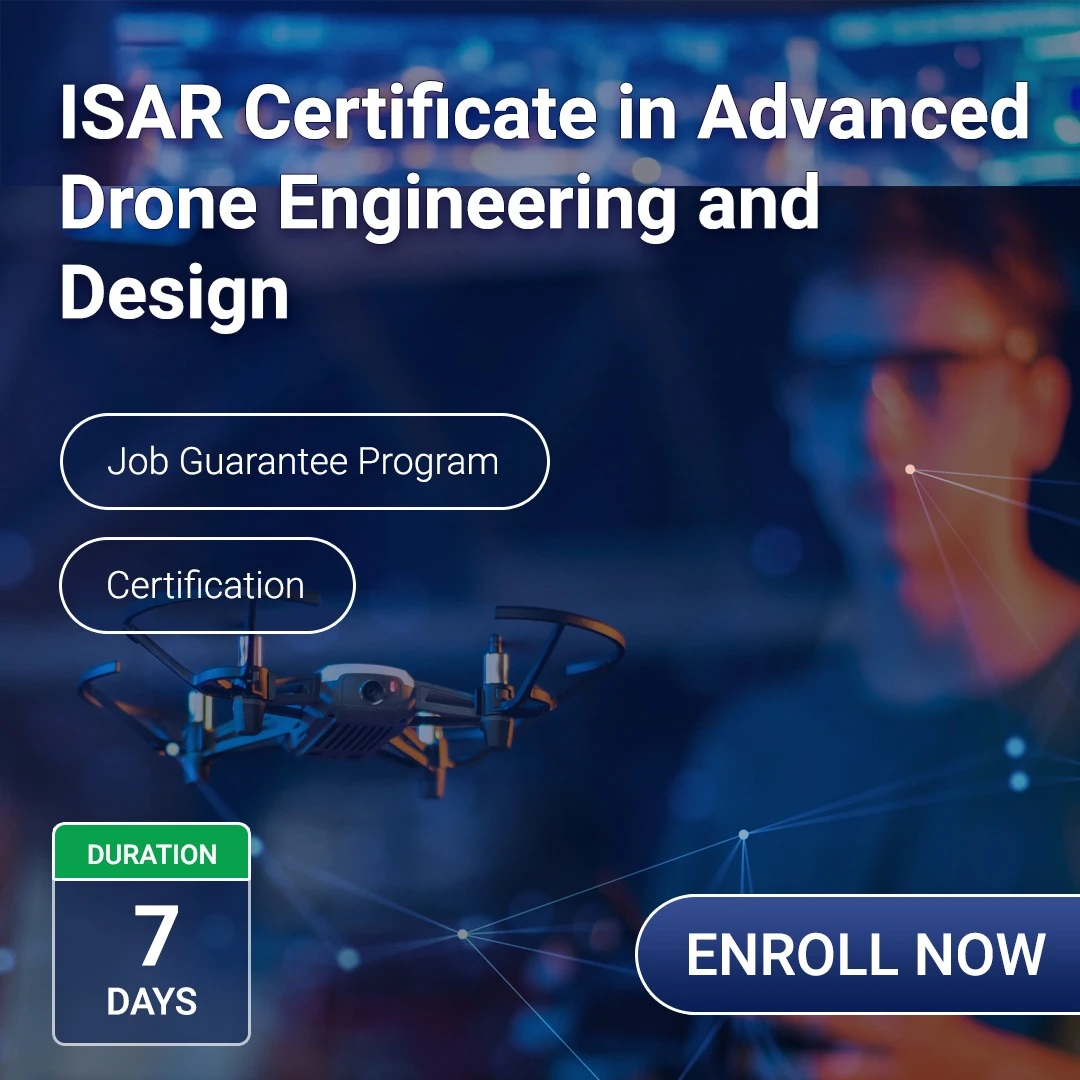 ISAR Certificate in Advanced
Drone Engineering and
Design
Job Guarantee Program
Certification
DURATION
7
DAYS
ENROLL NOW